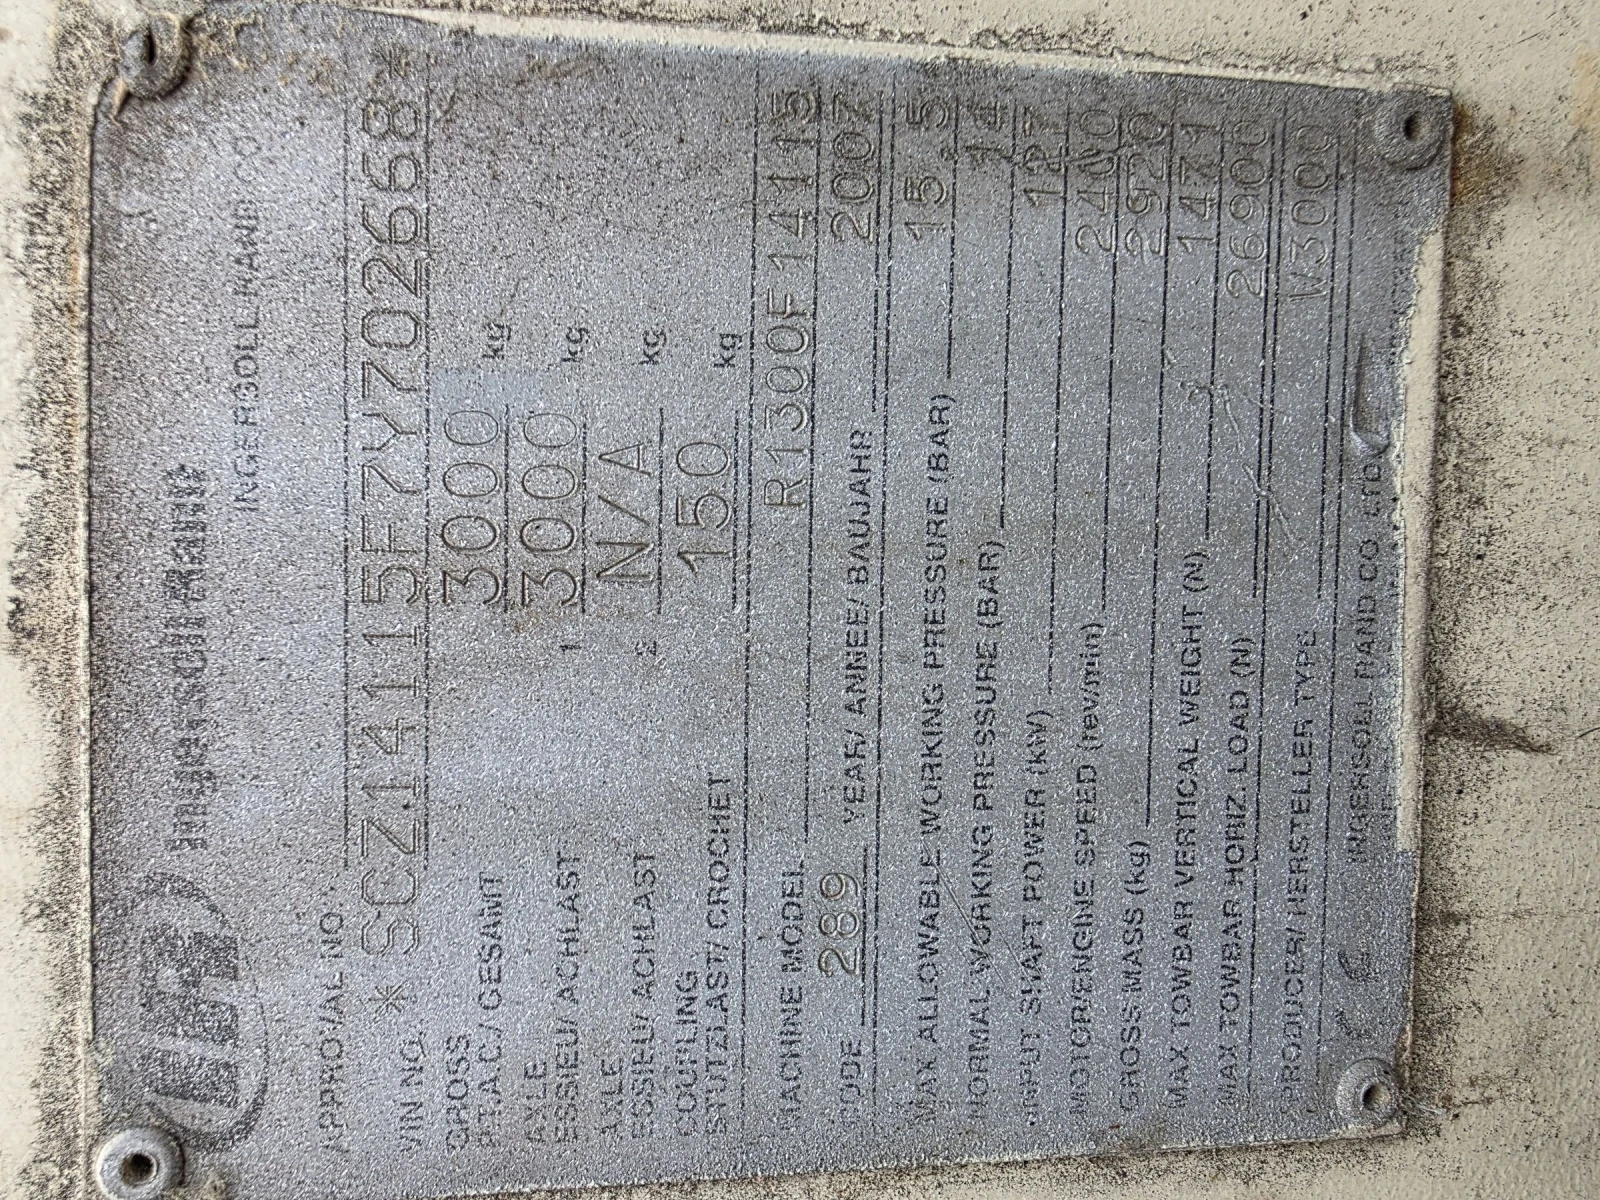 IR Ingersoll Rand
INGERSOLL RAND CO.
APPROVAL NO.
VIN NO. *SCZ14115F7Y702668*
GROSS
P.T.A.C./ GESAMT 3000 kg
AXLE
ESSIEU/ ACHLAST 1 3000 kg
AXLE
ESSIEU/ ACHLAST 2 N/A kg
COUPLING
STUTZLAST/ CROCHET 150 kg
MACHINE MODEL R1300F14115
CODE 289 YEAR/ ANNEE/ BAUJAHR 2007
MAX ALLOWABLE WORKING PRESSURE (BAR) 15.5
NORMAL WORKING PRESSURE (BAR) 14
INPUT SHAFT POWER (kW) 127
MOTOR/ENGINE SPEED (rev/min) 2400
GROSS MASS (kg) 2920
MAX TOWBAR VERTICAL WEIGHT (N) 1471
MAX TOWBAR HORIZ. LOAD (N) 26900
PRODUCER/ HERSTELLER TYPE W3000
CE INGERSOLL RAND CO LTD